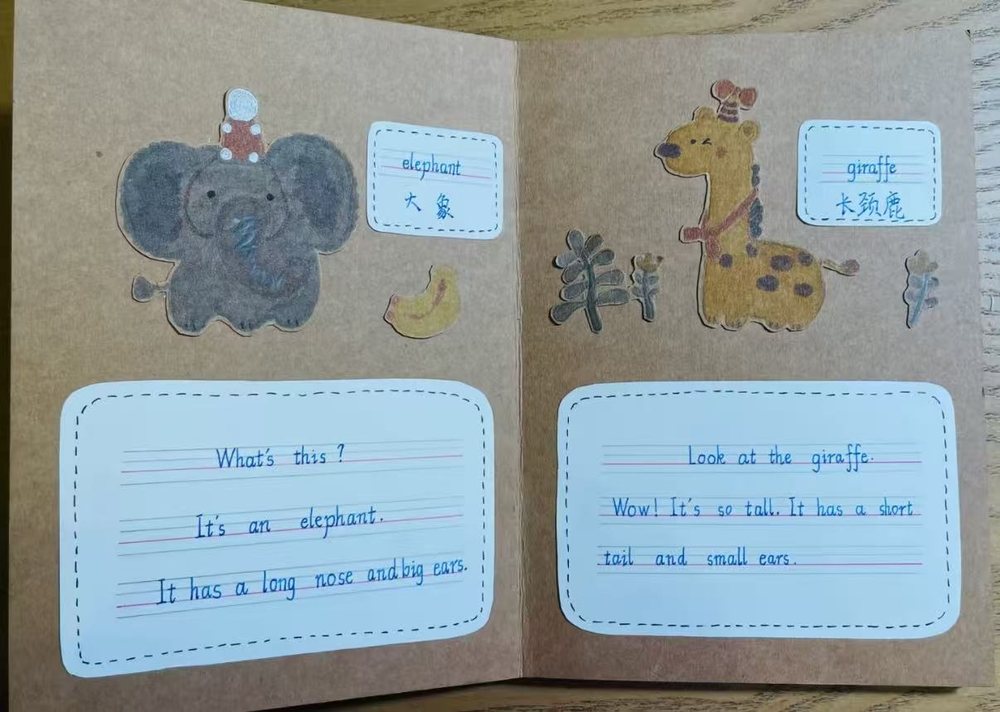 elephant
大象
What's this?
It's an elephant.
It has a long nose and big ears.
giraffe
长颈鹿
Look at the giraffe.
Wow! It's so tall. It has a short
tail and small ears.